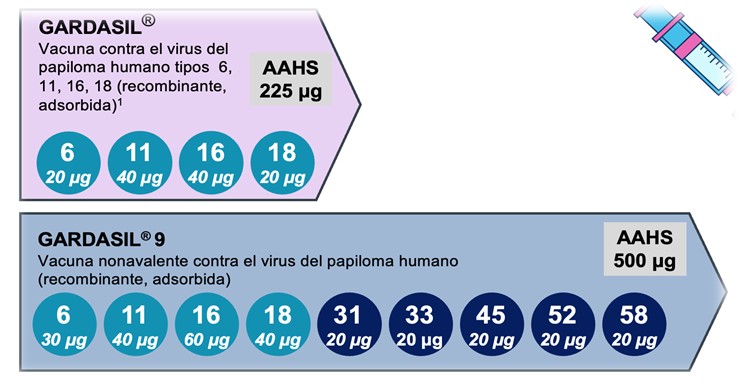 GARDASIL®
Vacuna contra el virus del
papiloma humano tipos 6,
11, 16, 18 (recombinante,
adsorbida)1
AAHS
225 µg
6 11 16 18
20 µg 40 µg 40 µg 20 µg
GARDASIL® 9
Vacuna nonavalente contra el virus del papiloma humano
(recombinante, adsorbida)
AAHS
500 µg
6 11 16 18 31 33 45 52 58
30 µg 40 µg 60 µg 40 µg 20 µg 20 µg 20 µg 20 µg 20 µg